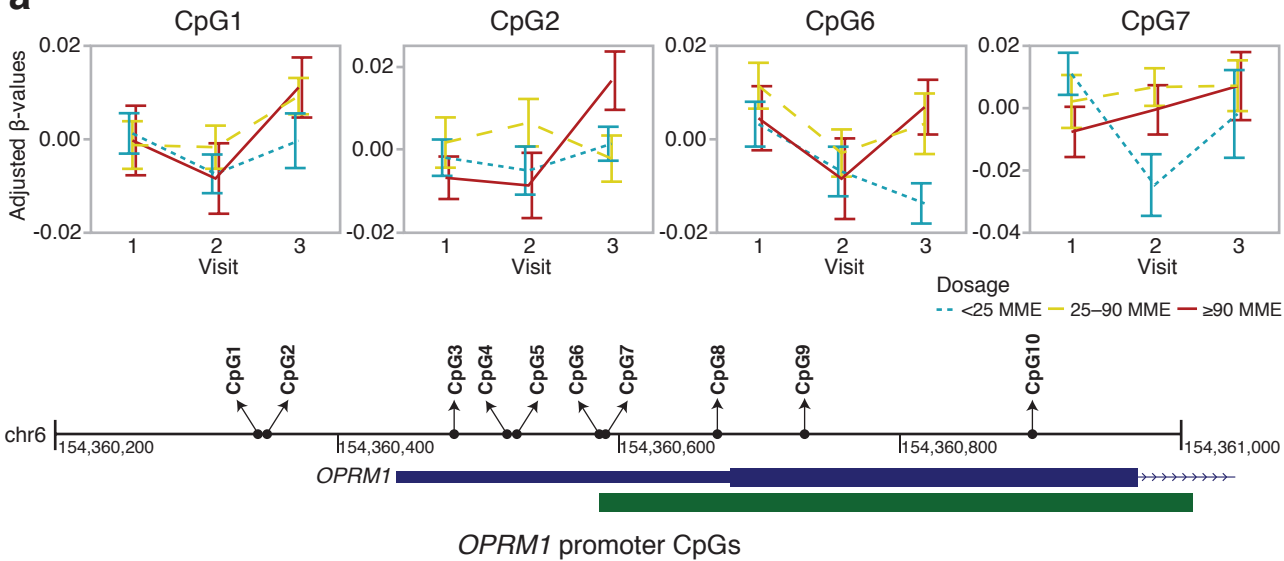 a
CpG1 CpG2 CpG6 CpG7
Adjusted β-values
0.02 0.02 0.02 0.02
0.00 0.00 0.00 0.00
-0.02
-0.02 -0.02 -0.02 -0.04
1 2 3 1 2 3 1 2 3 1 2 3
Visit Visit Visit Visit
Dosage
<25 MME 25–90 MME ≥90 MME
CpG1 CpG2 CpG3 CpG4 CpG5 CpG6 CpG7 CpG8 CpG9 CpG10
chr6
154,360,200 154,360,400 154,360,600 154,360,800 154,361,000
OPRM1
OPRM1 promoter CpGs